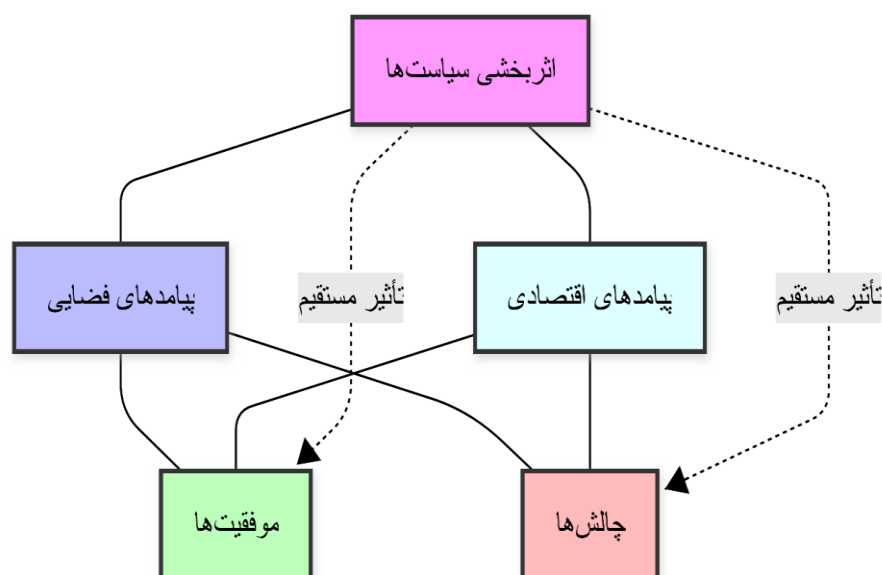 اثربخشی سیاست‌ها
پیامدهای اقتصادی
پیامدهای فضایی
تأثیر مستقیم
تأثیر مستقیم
چالش‌ها
موفقیت‌ها